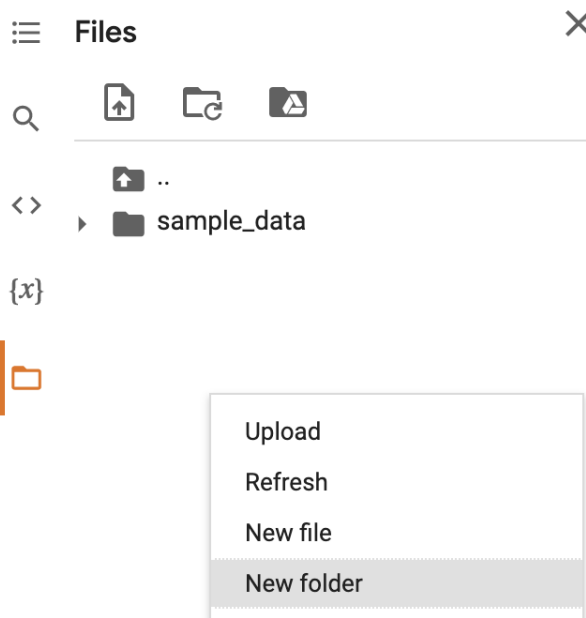 Files
..
sample_data
{x}
Upload
Refresh
New file
New folder